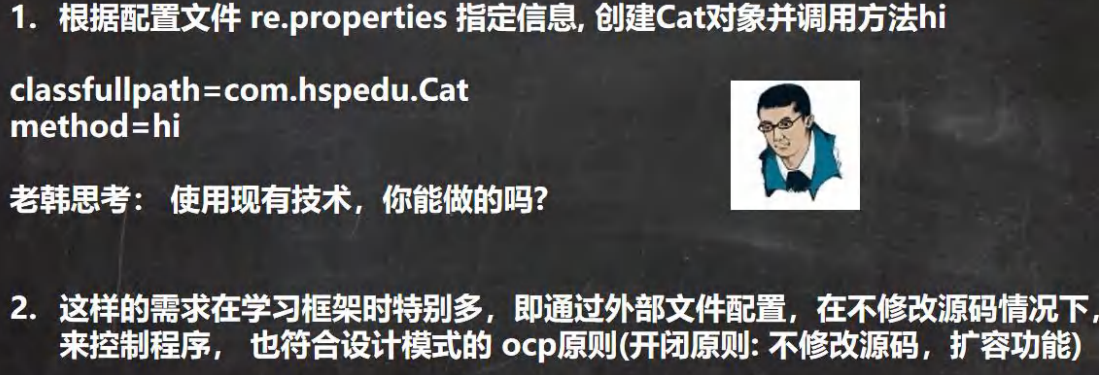 1. 根据配置文件 re.properties 指定信息, 创建Cat对象并调用方法hi
classfullpath=com.hspedu.Cat
method=hi
老韩思考： 使用现有技术，你能做的吗?
2. 这样的需求在学习框架时特别多，即通过外部文件配置，在不修改源码情况下，
来控制程序， 也符合设计模式的 ocp原则(开闭原则: 不修改源码，扩容功能)